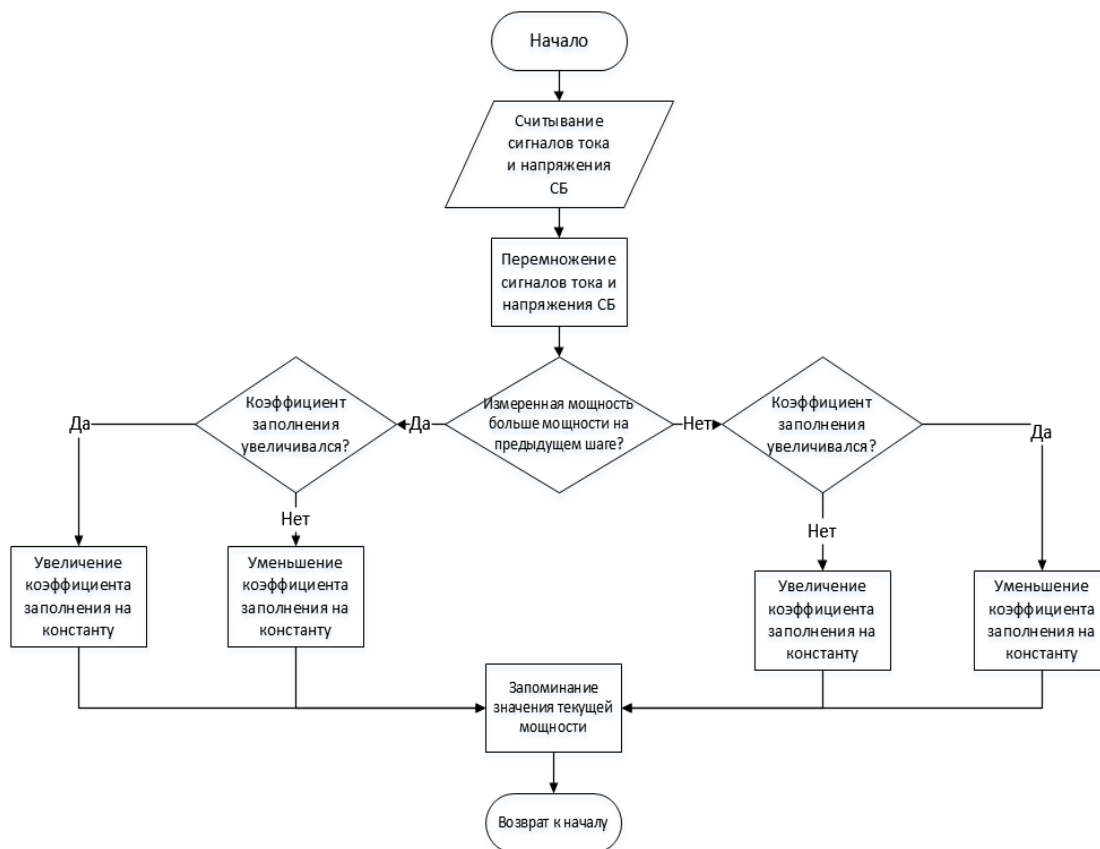 Начало
Считывание
сигналов тока
и напряжения
СБ
Перемножение
сигналов тока и
напряжения СБ
Измеренная мощность
больше мощности на
предыдущем шаге?
Да
Нет
Коэффициент
заполнения
увеличивался?
Да
Нет
Коэффициент
заполнения
увеличивался?
Да
Нет
Увеличение
коэффициента
заполнения на
константу
Уменьшение
коэффициента
заполнения на
константу
Увеличение
коэффициента
заполнения на
константу
Уменьшение
коэффициента
заполнения на
константу
Запоминание
значения текущей
мощности
Возврат к началу